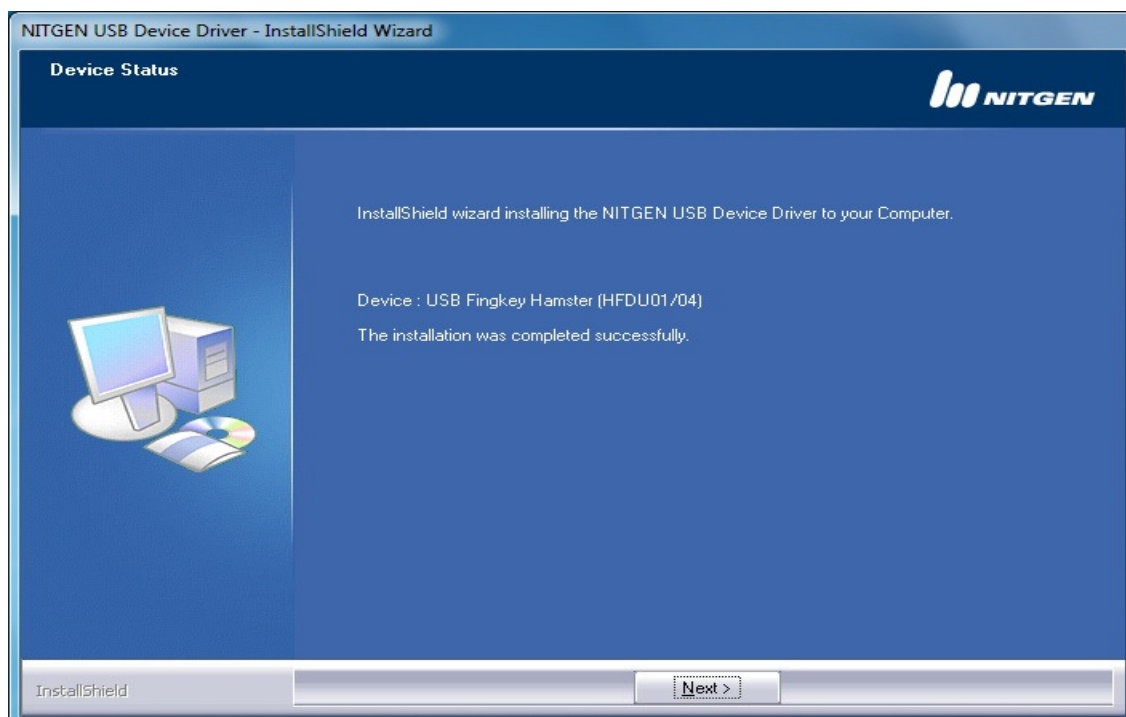 NITGEN USB Device Driver - InstallShield Wizard
Device Status
NITGEN
InstallShield wizard installing the NITGEN USB Device Driver to your Computer.
Device : USB Fingkey Hamster (HFDU01/04)
The installation was completed successfully.
InstallShield
Next >